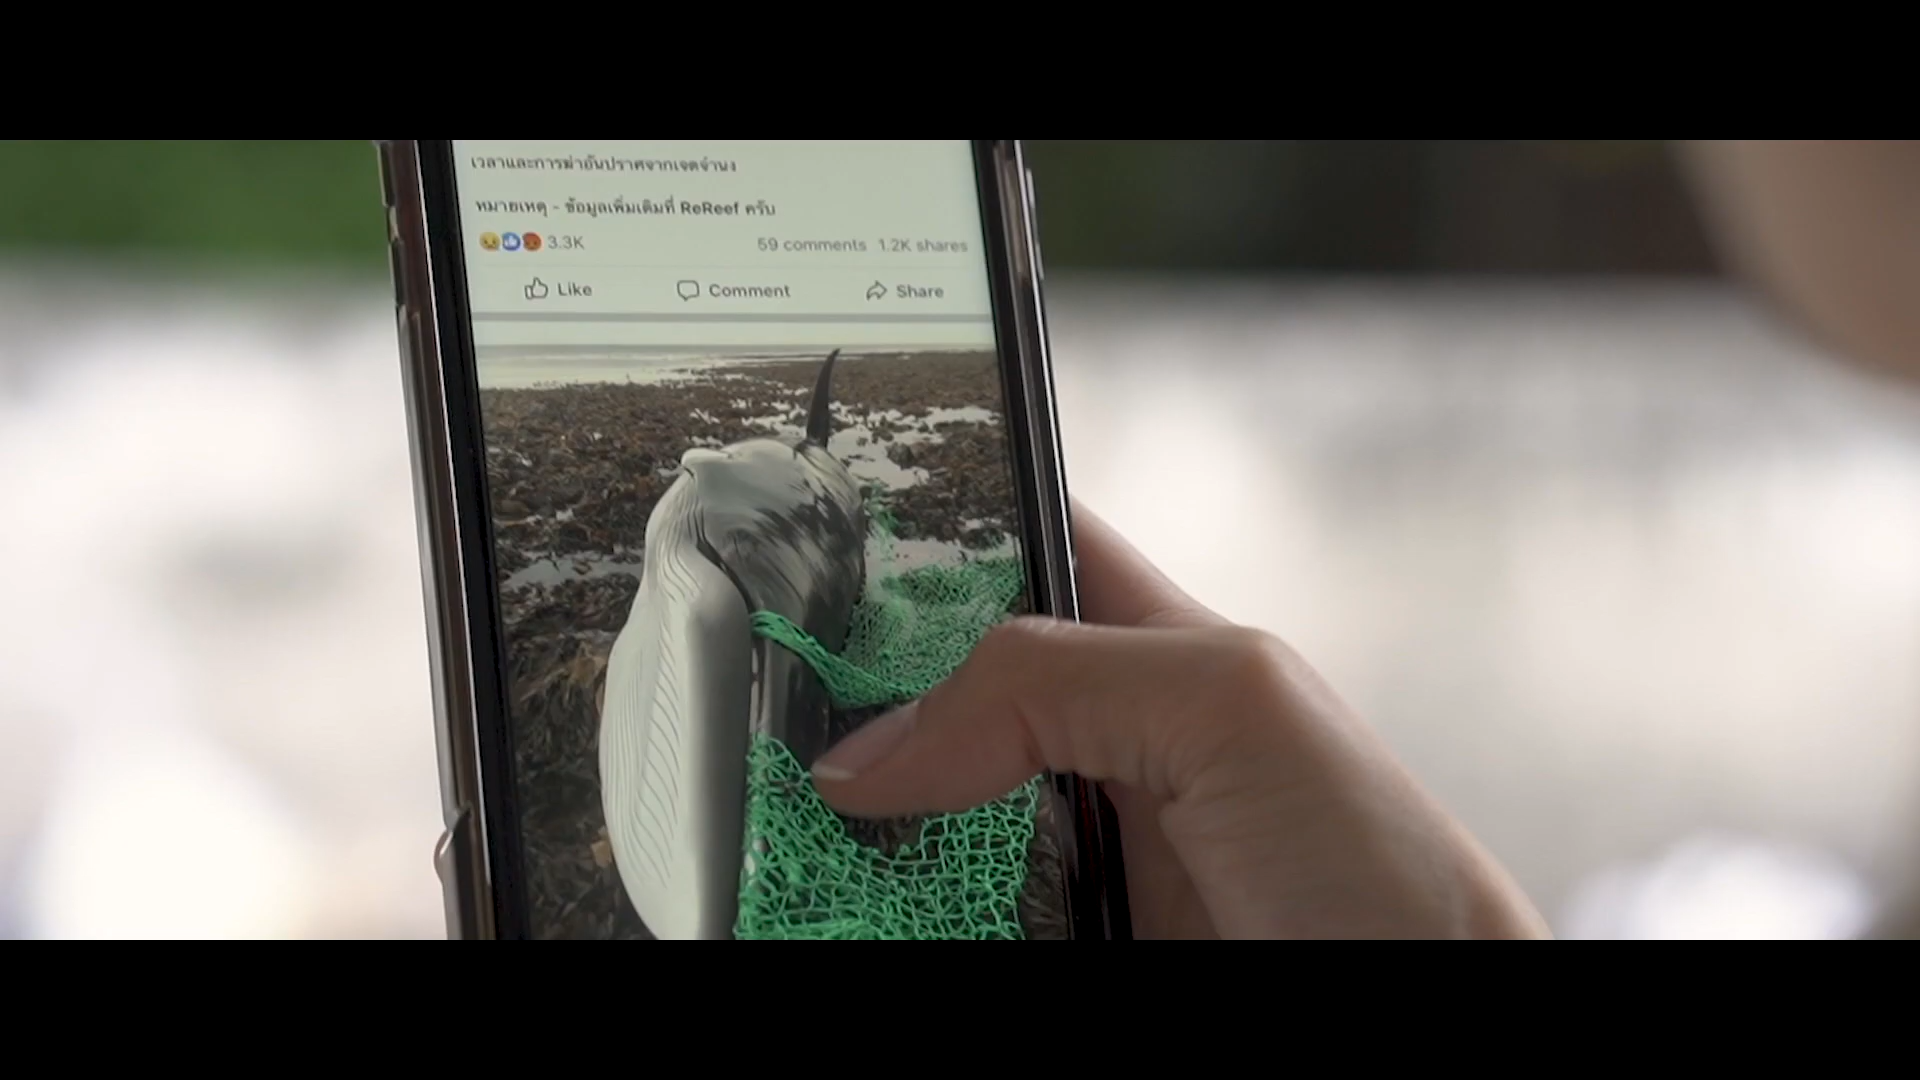 เวลาและการฆ่าอันปราศจากเจตจำนง
หมายเหตุ - ข้อมูลเพิ่มเติมที่ ReReef ครับ
3.3K 59 comments 1.2K shares
Like Comment Share